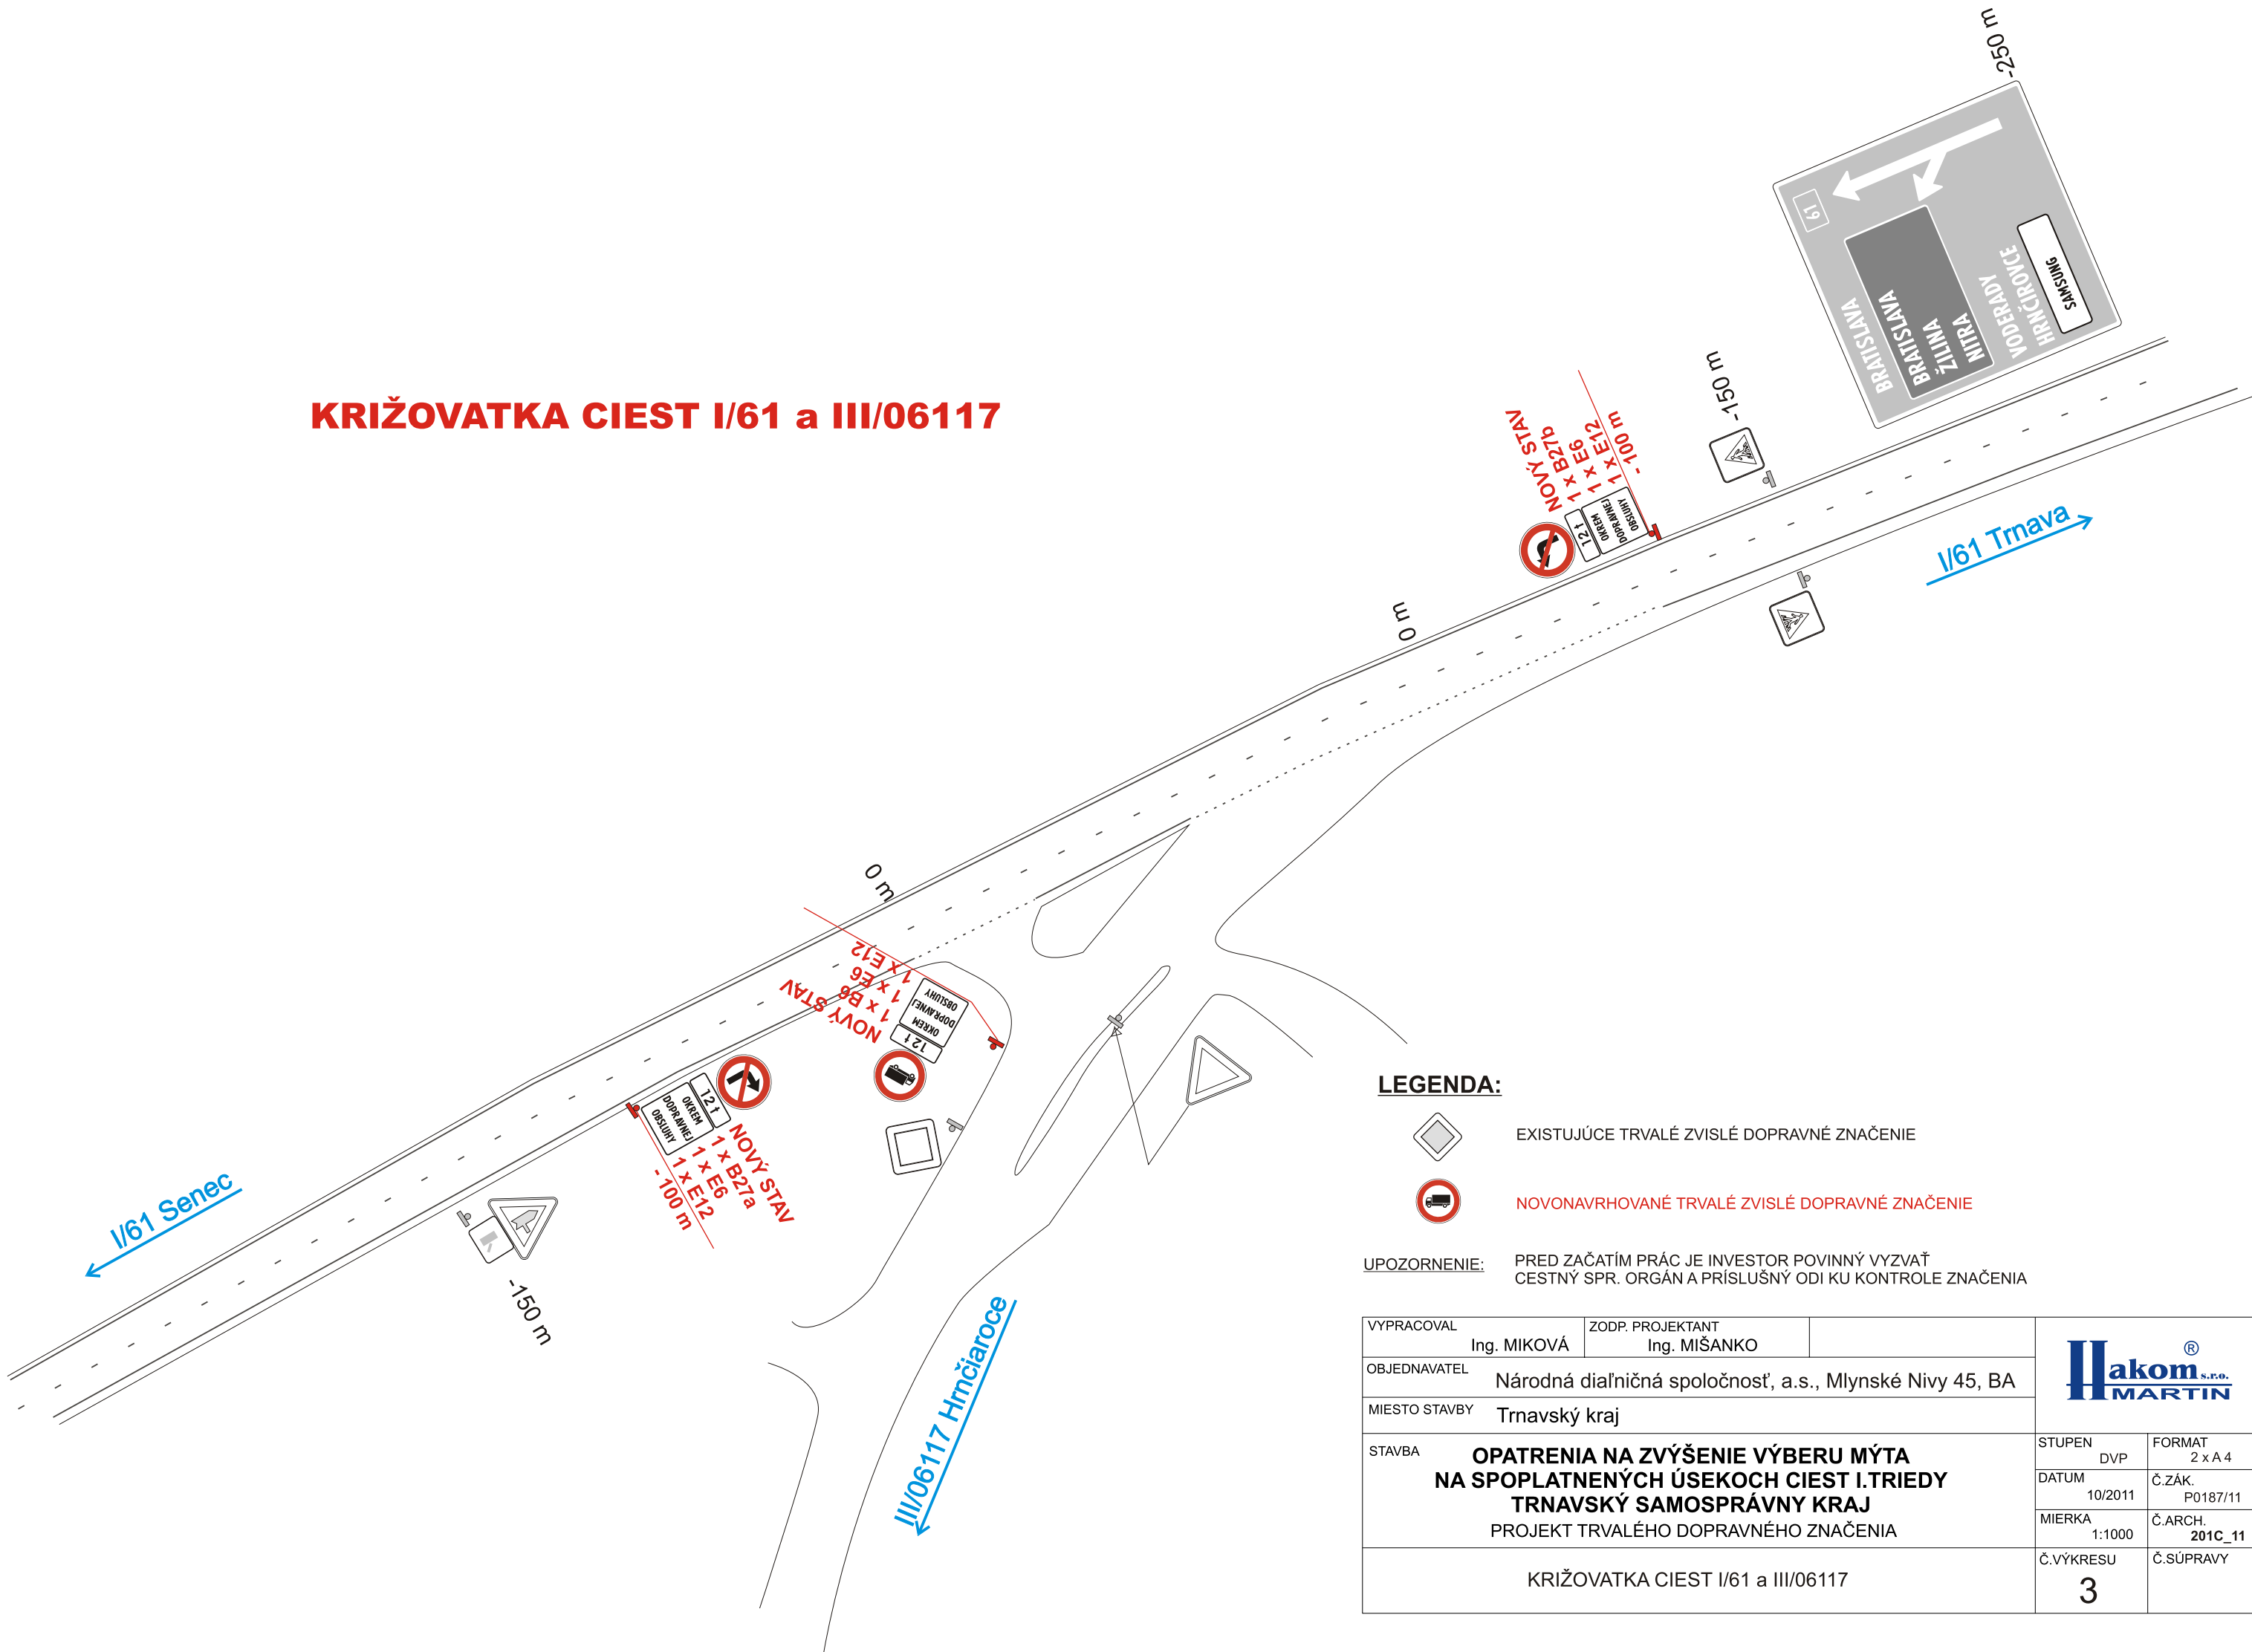 KRIŽOVATKA CIEST I/61 a III/06117
-250 m
61
BRATISLAVA
BRATISLAVA
ŽILINA
NITRA
VODERADY
HRNČIROVCE
SAMSUNG
-150 m
NOVÝ STAV
1 x B27b
1 x E6
1 x E12
- 100 m
12 t
OKREM
DOPRAVNEJ
OBSLUHY
I/61 Trnava
0 m
0 m
NOVÝ STAV
1 x B6
1 x E6
1 x E12
12 t
OKREM
DOPRAVNEJ
OBSLUHY
12 t
OKREM
DOPRAVNEJ
OBSLUHY
NOVÝ STAV
1 x B27a
1 x E6
1 x E12
- 100 m
I/61 Senec
-150 m
III/06117 Hrnčiaroce
LEGENDA:
EXISTUJÚCE TRVALÉ ZVISLÉ DOPRAVNÉ ZNAČENIE
NOVONAVRHOVANÉ TRVALÉ ZVISLÉ DOPRAVNÉ ZNAČENIE
UPOZORNENIE: PRED ZAČATÍM PRÁC JE INVESTOR POVINNÝ VYZVAŤ
CESTNÝ SPR. ORGÁN A PRÍSLUŠNÝ ODI KU KONTROLE ZNAČENIA
VYPRACOVAL
Ing. MIKOVÁ
ZODP. PROJEKTANT
Ing. MIŠANKO
OBJEDNAVATEL Národná diaľničná spoločnosť, a.s., Mlynské Nivy 45, BA
MIESTO STAVBY Trnavský kraj
STAVBA OPATRENIA NA ZVÝŠENIE VÝBERU MÝTA
NA SPOPLATNENÝCH ÚSEKOCH CIEST I.TRIEDY
TRNAVSKÝ SAMOSPRÁVNY KRAJ
PROJEKT TRVALÉHO DOPRAVNÉHO ZNAČENIA
KRIŽOVATKA CIEST I/61 a III/06117
Hakom s.r.o. ®
MARTIN
STUPEN
DVP
FORMAT
2 x A 4
DATUM
10/2011
Č.ZÁK.
P0187/11
MIERKA
1:1000
Č.ARCH.
201C_11
Č.VÝKRESU
3
Č.SÚPRAVY